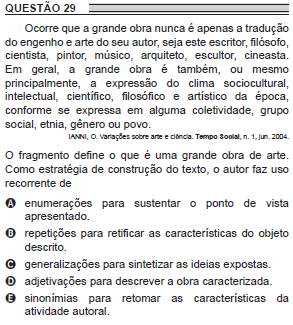 QUESTÃO 29
Ocorre que a grande obra nunca é apenas a tradução
do engenho e arte do seu autor, seja este escritor, filósofo,
cientista, pintor, músico, arquiteto, escultor, cineasta.
Em geral, a grande obra é também, ou mesmo
principalmente, a expressão do clima sociocultural,
intelectual, científico, filosófico e artístico da época,
conforme se expressa em alguma coletividade, grupo
social, etnia, gênero ou povo.
IANNI, O. Variações sobre arte e ciência. Tempo Social, n. 1, jun. 2004.
O fragmento define o que é uma grande obra de arte.
Como estratégia de construção do texto, o autor faz uso
recorrente de
A enumerações para sustentar o ponto de vista
apresentado.
B repetições para retificar as características do objeto
descrito.
C generalizações para sintetizar as ideias expostas.
D adjetivações para descrever a obra caracterizada.
E sinonímias para retomar as características da
atividade autoral.